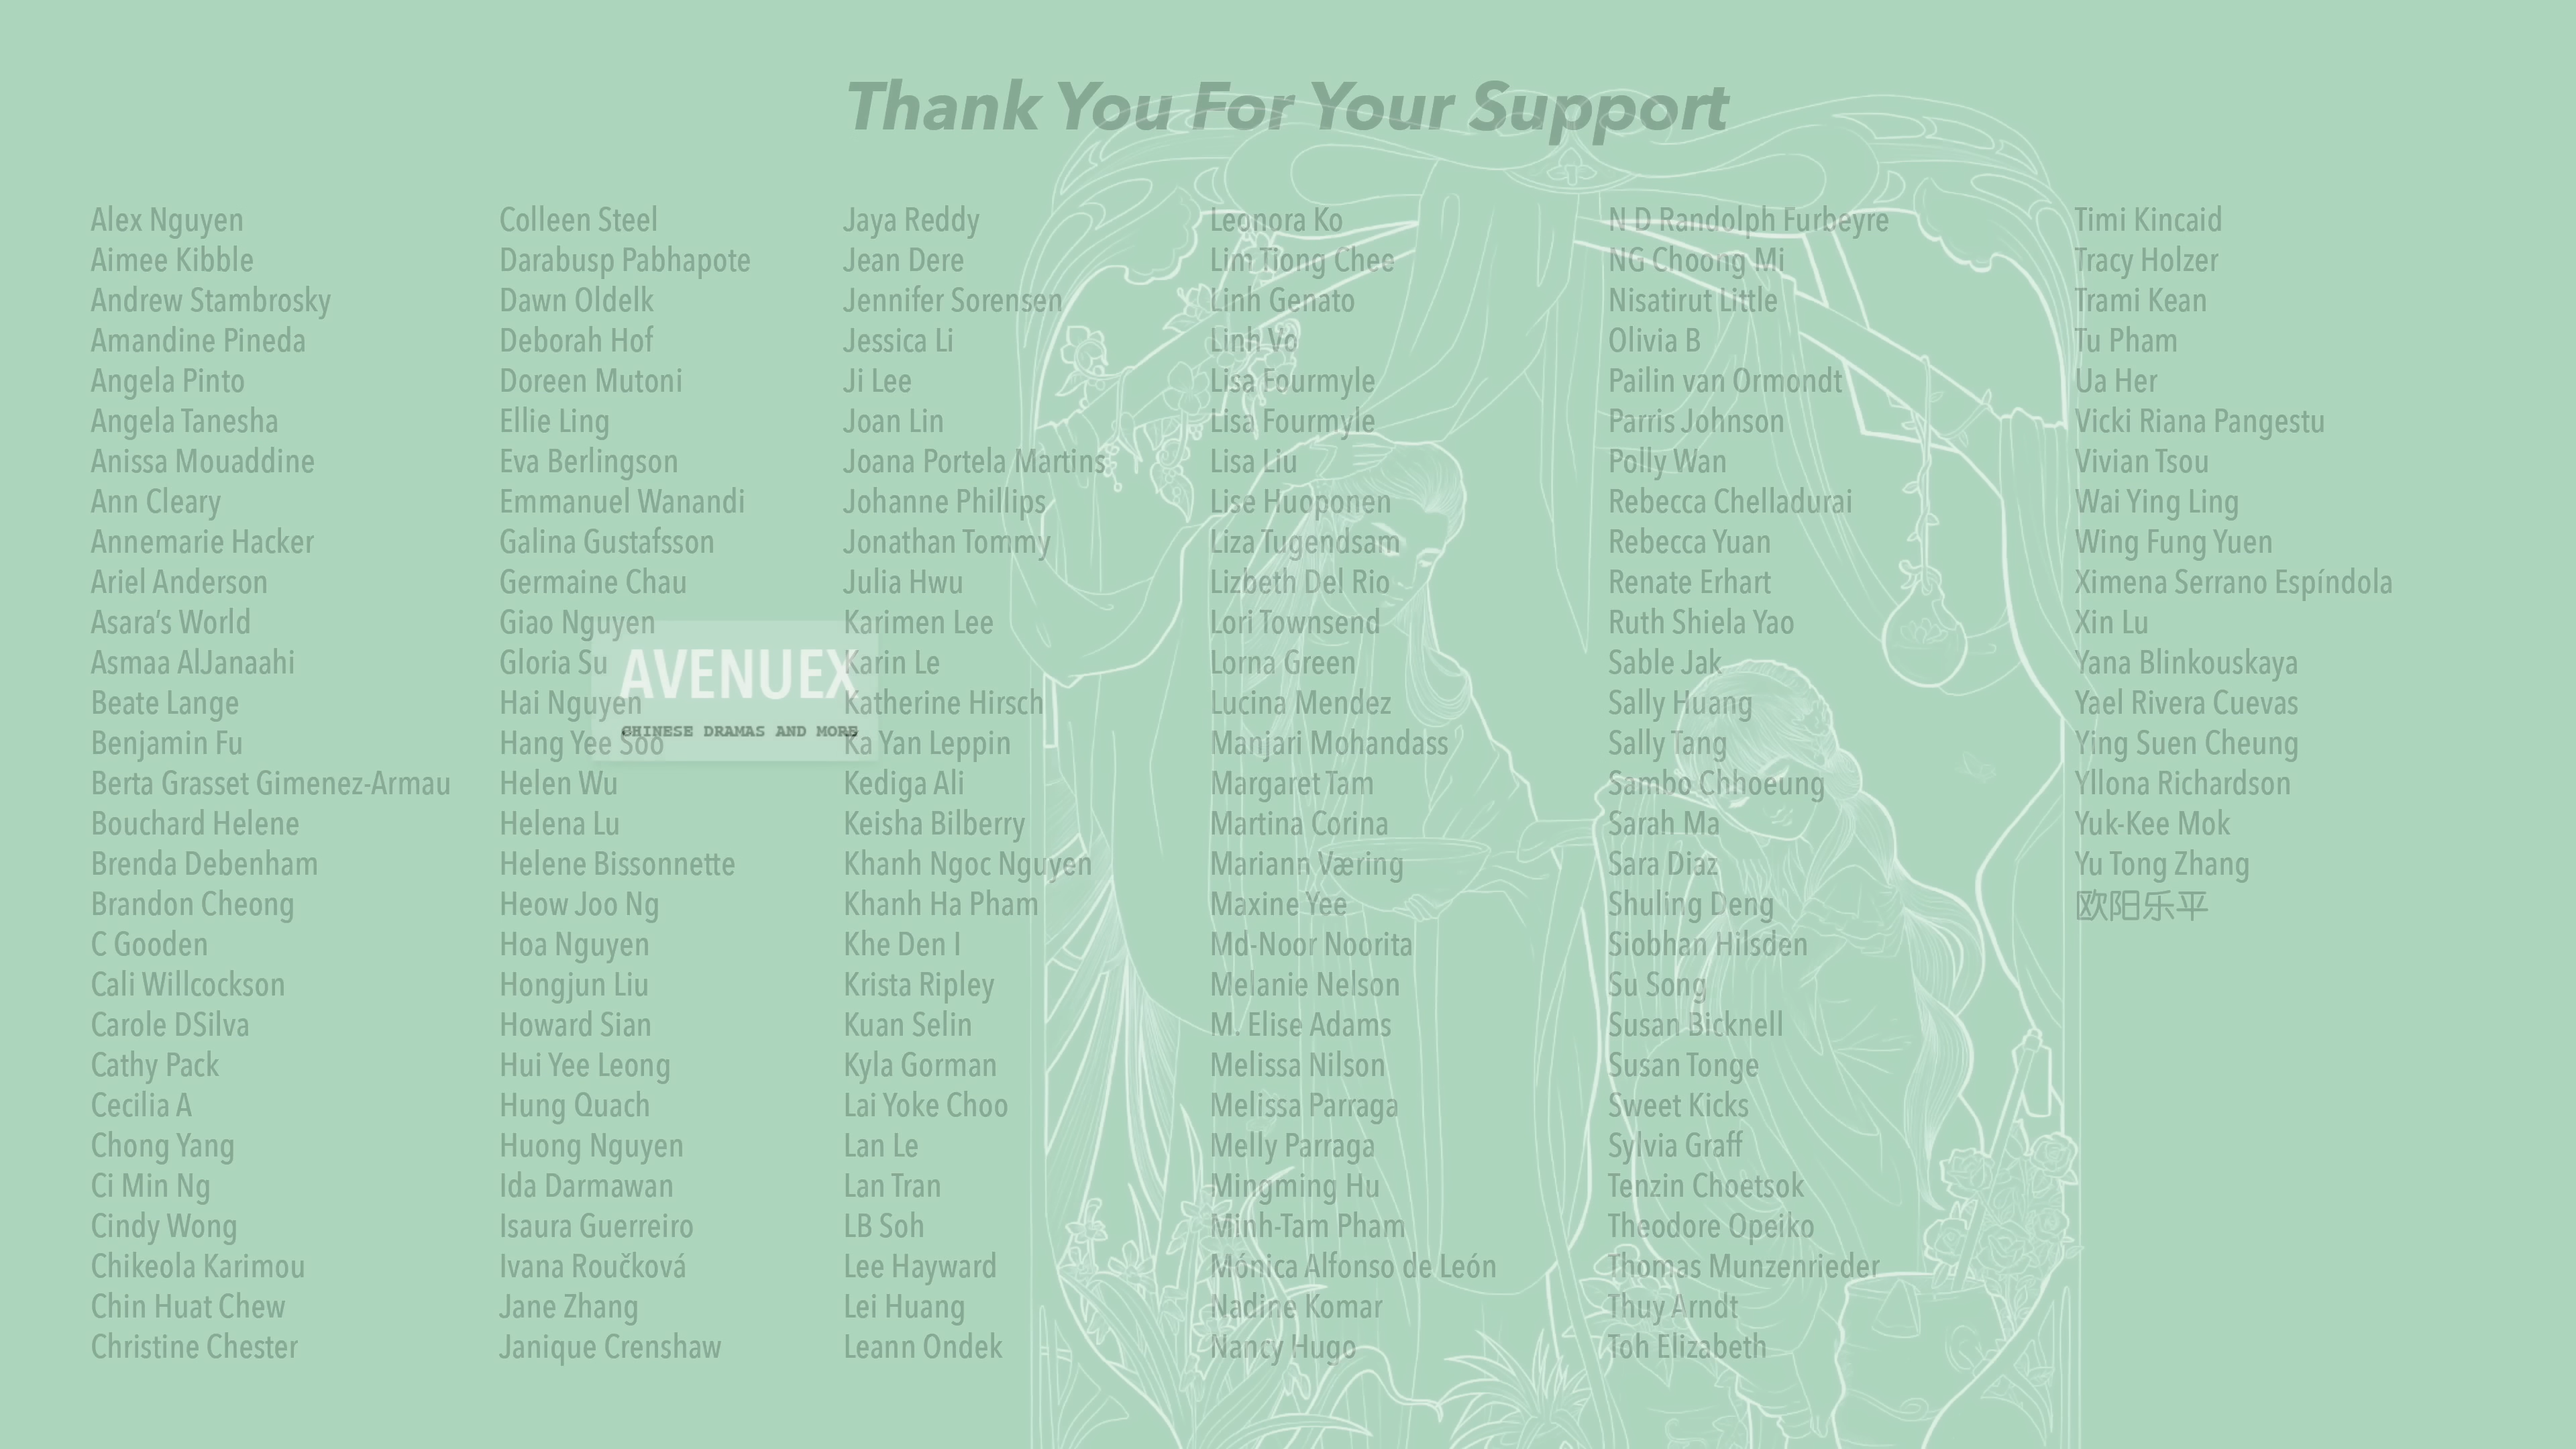 Thank You For Your Support
Alex Nguyen
Aimee Kibble
Andrew Stambrosky
Amandine Pineda
Angela Pinto
Angela Tanesha
Anissa Mouaddine
Ann Cleary
Annemarie Hacker
Ariel Anderson
Asara’s World
Asmaa AlJanaahi
Beate Lange
Benjamin Fu
Berta Grasset Gimenez-Armau
Bouchard Helene
Brenda Debenham
Brandon Cheong
C Gooden
Cali Willcockson
Carole DSilva
Cathy Pack
Cecilia A
Chong Yang
Ci Min Ng
Cindy Wong
Chikeola Karimou
Chin Huat Chew
Christine Chester
Colleen Steel
Darabusp Pabhapote
Dawn Oldelk
Deborah Hof
Doreen Mutoni
Ellie Ling
Eva Berlingson
Emmanuel Wanandi
Galina Gustafsson
Germaine Chau
Giao Nguyen
Gloria Su
Hai Nguyen
Hang Yee Soo
Helen Wu
Helena Lu
Helene Bissonnette
Heow Joo Ng
Hoa Nguyen
Hongjun Liu
Howard Sian
Hui Yee Leong
Hung Quach
Huong Nguyen
Ida Darmawan
Isaura Guerreiro
Ivana Roučková
Jane Zhang
Janique Crenshaw
AVENUEX
CHINESE DRAMAS AND MORE
Jaya Reddy
Jean Dere
Jennifer Sorensen
Jessica Li
Ji Lee
Joan Lin
Joana Portela Martins
Johanne Phillips
Jonathan Tommy
Julia Hwu
Karimen Lee
Karin Le
Katherine Hirsch
Ka Yan Leppin
Kediga Ali
Keisha Bilberry
Khanh Ngoc Nguyen
Khanh Ha Pham
Khe Den I
Krista Ripley
Kuan Selin
Kyla Gorman
Lai Yoke Choo
Lan Le
Lan Tran
LB Soh
Lee Hayward
Lei Huang
Leann Ondek
Leonora Ko
Lim Tiong Chee
Linh Genato
Linh Vo
Lisa Fourmyle
Lisa Fourmyle
Lisa Liu
Lise Huoponen
Liza Tugendsam
Lizbeth Del Rio
Lori Townsend
Lorna Green
Lucina Mendez
Manjari Mohandass
Margaret Tam
Martina Corina
Mariann Væring
Maxine Yee
Md-Noor Noorita
Melanie Nelson
M. Elise Adams
Melissa Nilson
Melissa Parraga
Melly Parraga
Mingming Hu
Minh-Tam Pham
Mónica Alfonso de León
Nadine Komar
Nancy Hugo
N D Randolph Furbeyre
NG Choong Mi
Nisatirut Little
Olivia B
Pailin van Ormondt
Parris Johnson
Polly Wan
Rebecca Chelladurai
Rebecca Yuan
Renate Erhart
Ruth Shiela Yao
Sable Jak
Sally Huang
Sally Tang
Sambo Chhoeung
Sarah Ma
Sara Diaz
Shuling Deng
Siobhan Hilsden
Su Song
Susan Bicknell
Susan Tonge
Sweet Kicks
Sylvia Graff
Tenzin Choetsok
Theodore Opeiko
Thomas Munzenrieder
Thuy Arndt
Toh Elizabeth
Timi Kincaid
Tracy Holzer
Trami Kean
Tu Pham
Ua Her
Vicki Riana Pangestu
Vivian Tsou
Wai Ying Ling
Wing Fung Yuen
Ximena Serrano Espíndola
Xin Lu
Yana Blinkouskaya
Yael Rivera Cuevas
Ying Suen Cheung
Yllona Richardson
Yuk-Kee Mok
Yu Tong Zhang
欧阳乐平